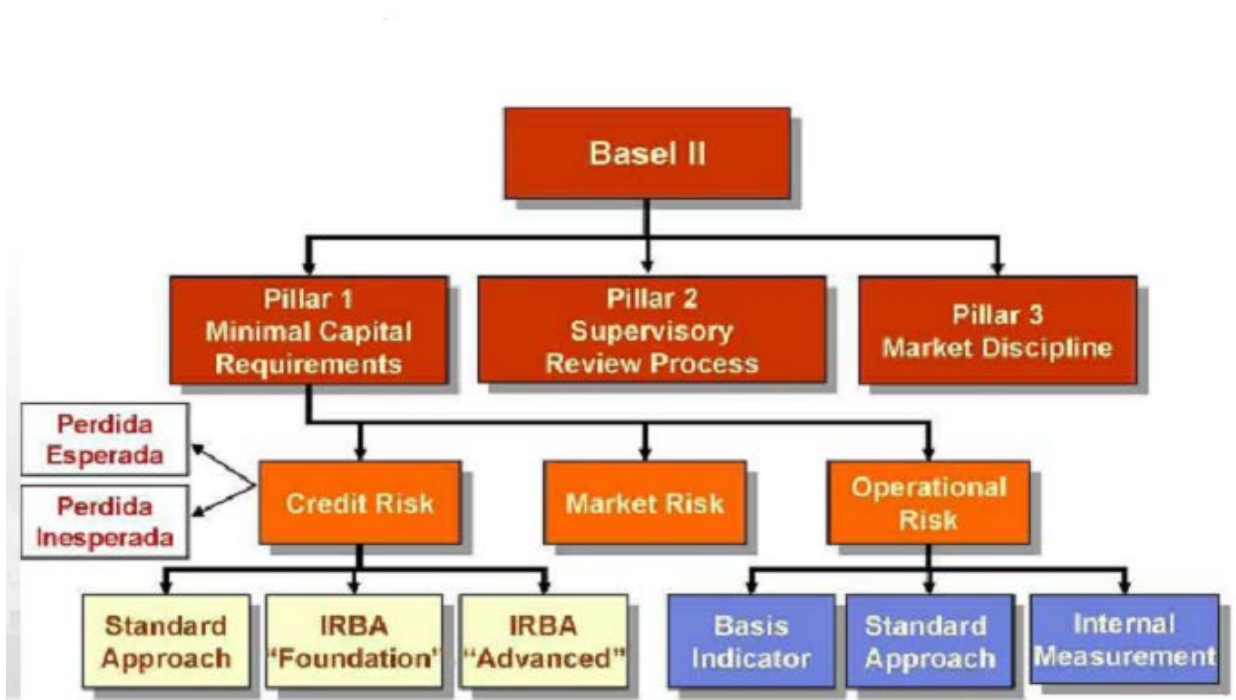 Basel II
Pillar 1
Minimal Capital
Requirements
Pillar 2
Supervisory
Review Process
Pillar 3
Market Discipline
Perdida
Esperada
Perdida
Inesperada
Credit Risk
Market Risk
Operational
Risk
Standard
Approach
IRBA
“Foundation”
IRBA
“Advanced”
Basis
Indicator
Standard
Approach
Internal
Measurement